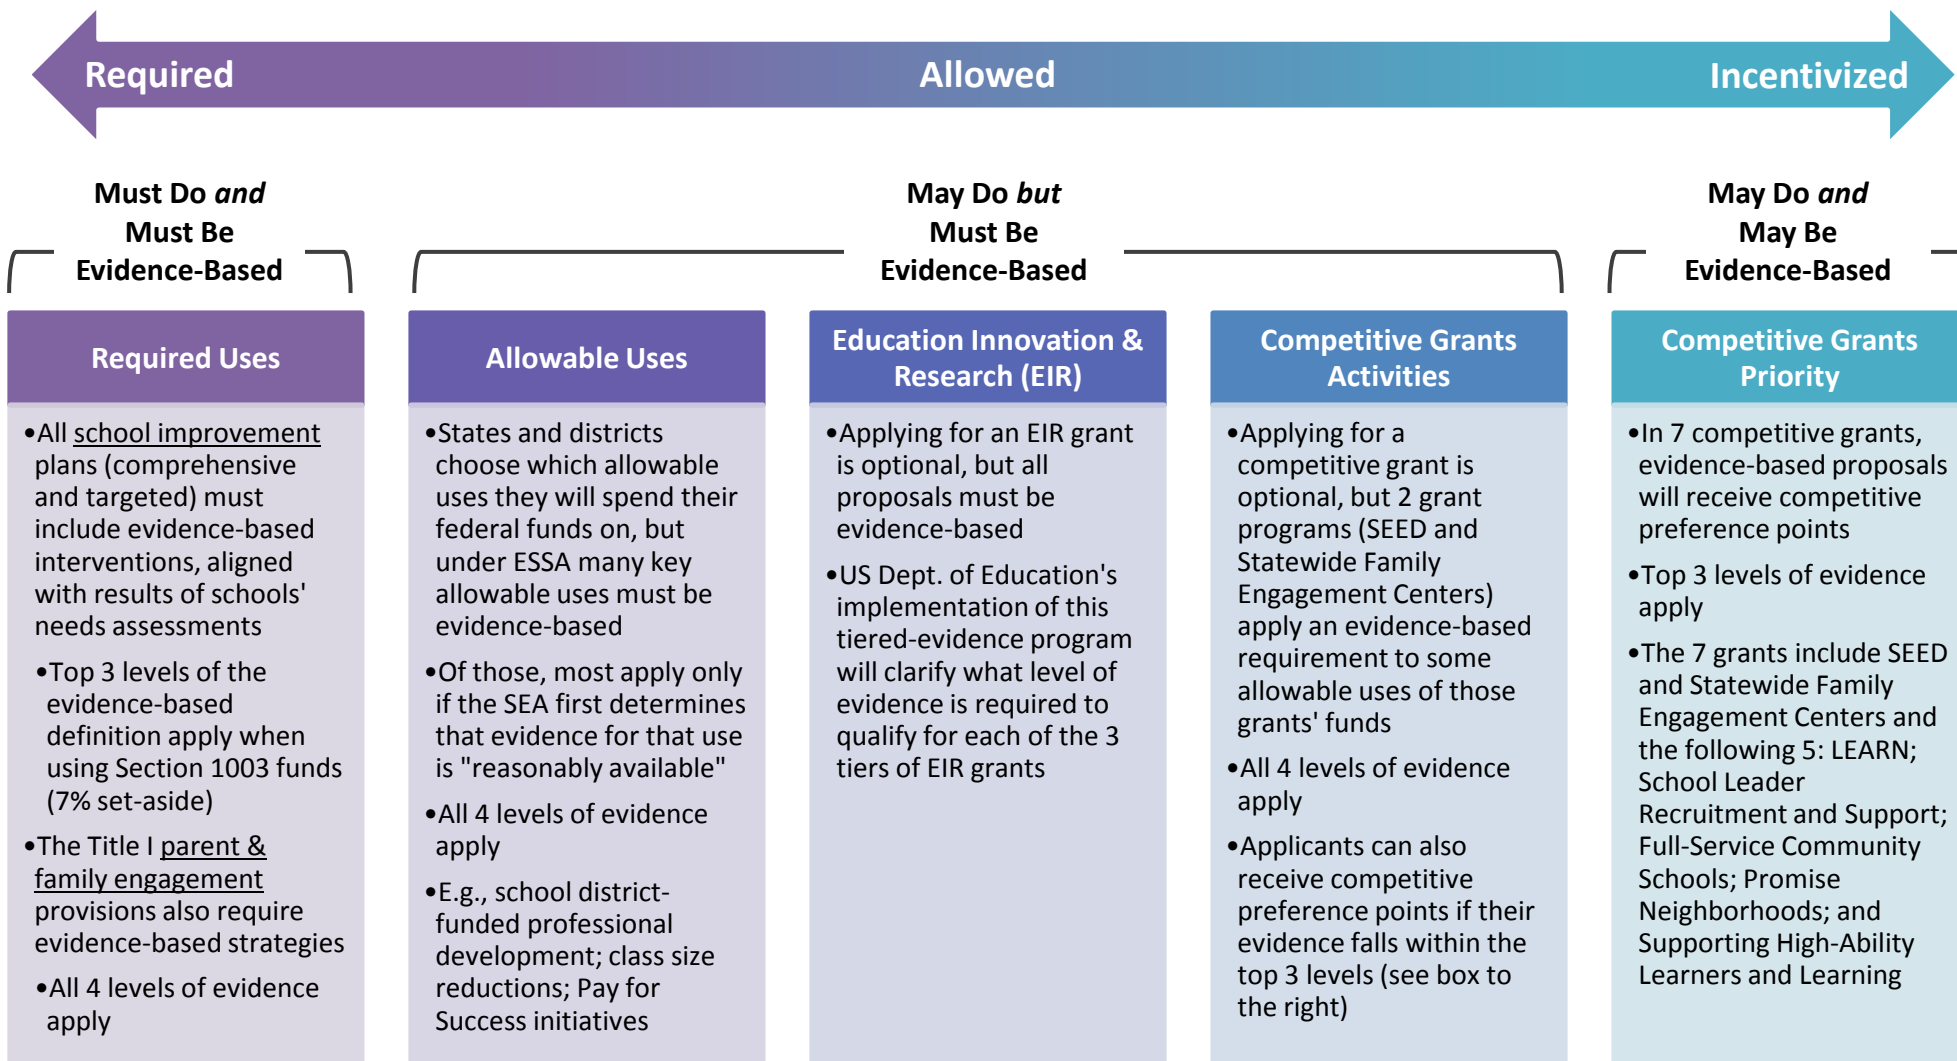 Required
Allowed
Incentivized
Must Do and
Must Be
Evidence-Based
May Do but
Must Be
Evidence-Based
May Do and
May Be
Evidence-Based
Required Uses
•All school improvement
plans (comprehensive
and targeted) must
include evidence-based
interventions, aligned
with results of schools'
needs assessments
•Top 3 levels of the
evidence-based
definition apply when
using Section 1003 funds
(7% set-aside)
•The Title I parent &
family engagement
provisions also require
evidence-based strategies
•All 4 levels of evidence
apply
Allowable Uses
•States and districts
choose which allowable
uses they will spend their
federal funds on, but
under ESSA many key
allowable uses must be
evidence-based
•Of those, most apply only
if the SEA first determines
that evidence for that use
is "reasonably available"
•All 4 levels of evidence
apply
•E.g., school district-
funded professional
development; class size
reductions; Pay for
Success initiatives
Education Innovation &
Research (EIR)
•Applying for an EIR grant
is optional, but all
proposals must be
evidence-based
•US Dept. of Education's
implementation of this
tiered-evidence program
will clarify what level of
evidence is required to
qualify for each of the 3
tiers of EIR grants
Competitive Grants
Activities
•Applying for a
competitive grant is
optional, but 2 grant
programs (SEED and
Statewide Family
Engagement Centers)
apply an evidence-based
requirement to some
allowable uses of those
grants' funds
•All 4 levels of evidence
apply
•Applicants can also
receive competitive
preference points if their
evidence falls within the
top 3 levels (see box to
the right)
Competitive Grants
Priority
•In 7 competitive grants,
evidence-based proposals
will receive competitive
preference points
•Top 3 levels of evidence
apply
•The 7 grants include SEED
and Statewide Family
Engagement Centers and
the following 5: LEARN;
School Leader
Recruitment and Support;
Full-Service Community
Schools; Promise
Neighborhoods; and
Supporting High-Ability
Learners and Learning